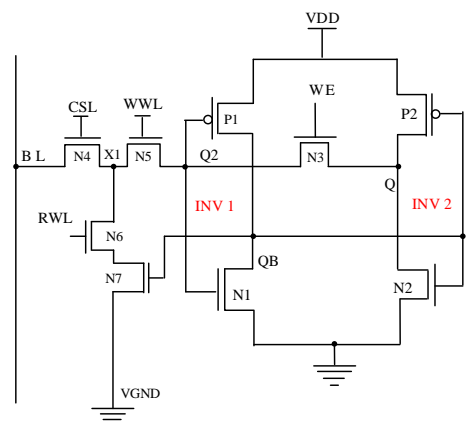 VDD
WE
CSL
WWL
P1
P2
B L
N4
X1
N5
Q2
N3
Q
INV 1
INV 2
RWL
N6
N7
QB
N1
N2
VGND